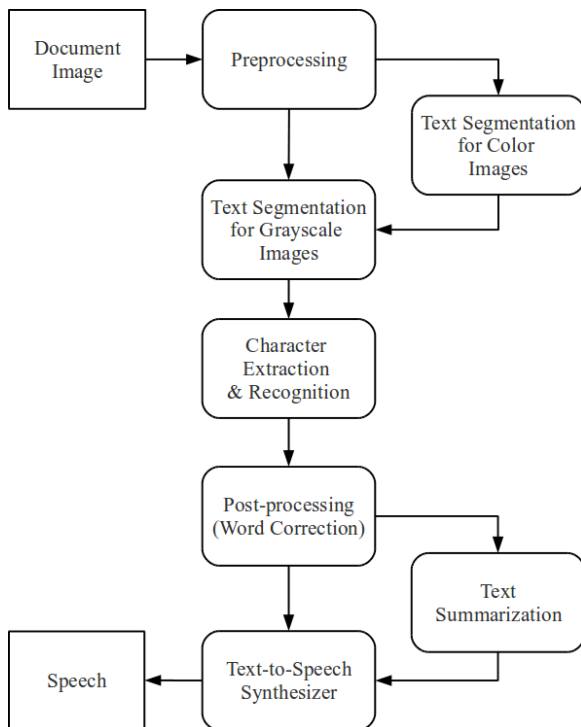 Document
Image
Preprocessing
Text Segmentation
for Color
Images
Text Segmentation
for Grayscale
Images
Character
Extraction
& Recognition
Post-processing
(Word Correction)
Text
Summarization
Text-to-Speech
Synthesizer
Speech